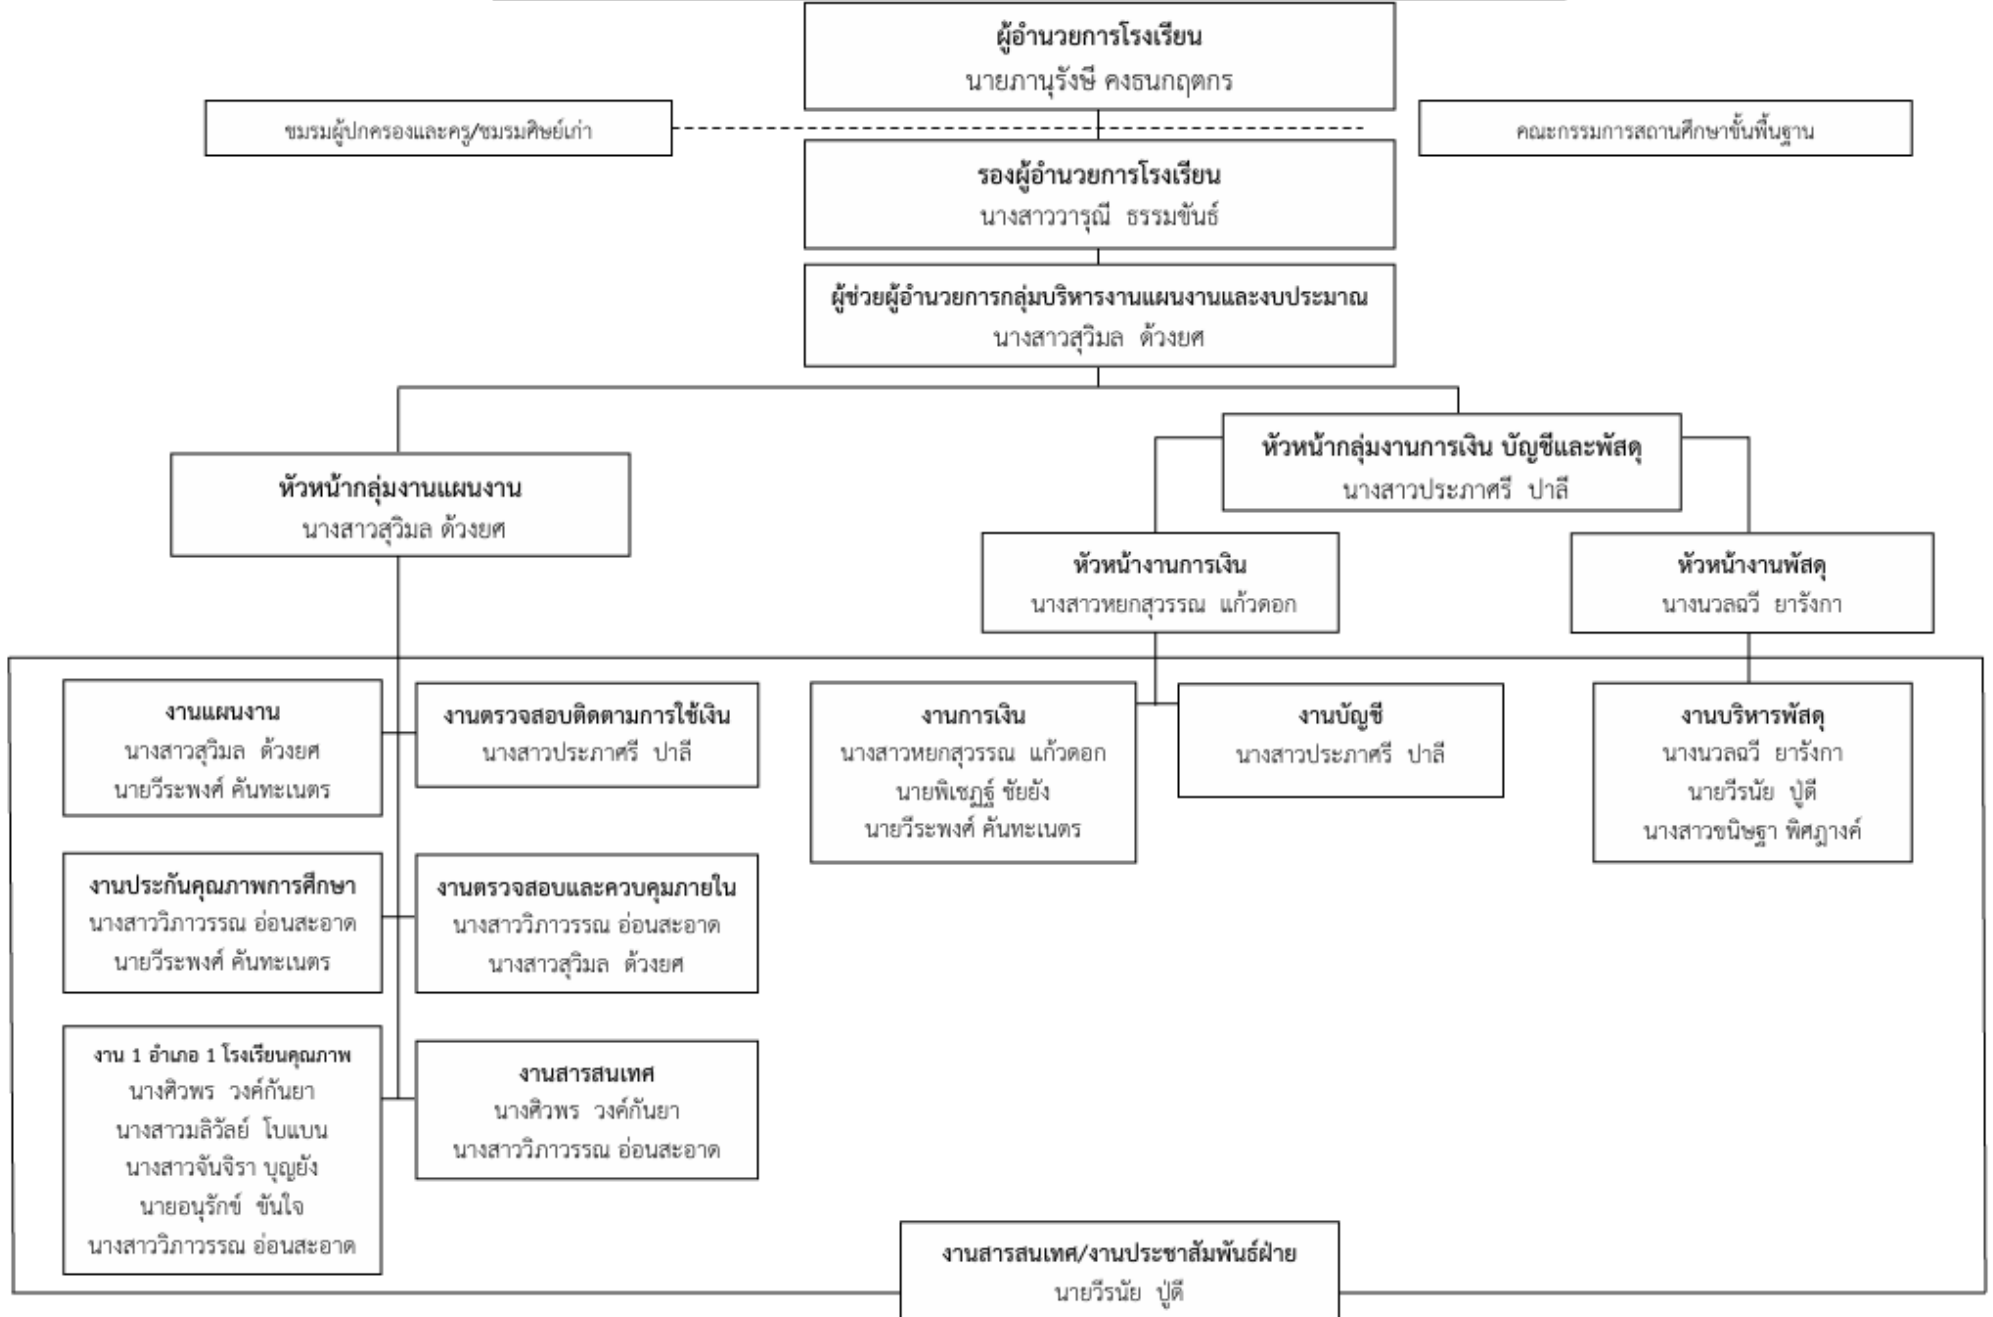 ผู้อำนวยการโรงเรียน
นายภานุรังษี คงธนกฤตกร
ชมรมผู้ปกครองและครู/ชมรมศิษย์เก่า
คณะกรรมการสถานศึกษาขั้นพื้นฐาน
รองผู้อำนวยการโรงเรียน
นางสาววารุณี ธรรมขันธ์
ผู้ช่วยผู้อำนวยการกลุ่มบริหารงานแผนงานและงบประมาณ
นางสาวสุวิมล ด้วงยศ
หัวหน้ากลุ่มงานแผนงาน
นางสาวสุวิมล ด้วงยศ
หัวหน้ากลุ่มงานการเงิน บัญชีและพัสดุ
นางสาวประภาศรี ปาลี
หัวหน้างานการเงิน
นางสาวหยกสุวรรณ แก้วดอก
หัวหน้างานพัสดุ
นางนวลฉวี ยารังกา
งานแผนงาน
นางสาวสุวิมล ด้วงยศ
นายวีระพงศ์ คันทะเนตร
งานตรวจสอบติดตามการใช้เงิน
นางสาวประภาศรี ปาลี
งานการเงิน
นางสาวหยกสุวรรณ แก้วดอก
นายพิเชฏฐ์ ชัยยัง
นายวีระพงศ์ คันทะเนตร
งานบัญชี
นางสาวประภาศรี ปาลี
งานบริหารพัสดุ
นางนวลฉวี ยารังกา
นายวีรนัย ปู่ดี
นางสาวขนิษฐา พิศฎางค์
งานประกันคุณภาพการศึกษา
นางสาววิภาวรรณ อ่อนสะอาด
นายวีระพงศ์ คันทะเนตร
งานตรวจสอบและควบคุมภายใน
นางสาววิภาวรรณ อ่อนสะอาด
นางสาวสุวิมล ด้วงยศ
งาน 1 อำเภอ 1 โรงเรียนคุณภาพ
นางศิวพร วงค์กันยา
นางสาวมลิวัลย์ โบแบน
นางสาวจันจิรา บุญยัง
นายอนุรักข์ ขันใจ
นางสาววิภาวรรณ อ่อนสะอาด
งานสารสนเทศ
นางศิวพร วงค์กันยา
นางสาววิภาวรรณ อ่อนสะอาด
งานสารสนเทศ/งานประชาสัมพันธ์ฝ่าย
นายวีรนัย ปู่ดี